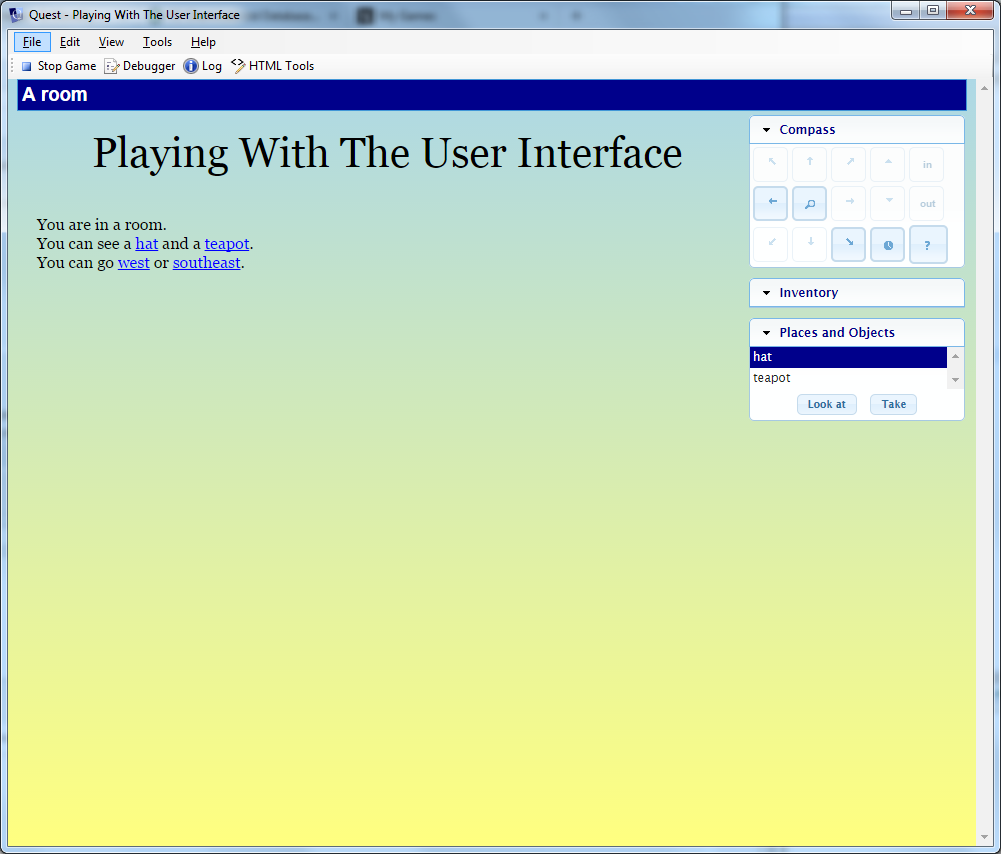 Quest - Playing With The User Interface
File Edit View Tools Help
Stop Game Debugger Log HTML Tools
A room
Playing With The User Interface
You are in a room.
You can see a hat and a teapot.
You can go west or southeast.
Compass
in
out
?
Inventory
Places and Objects
hat
teapot
Look at Take